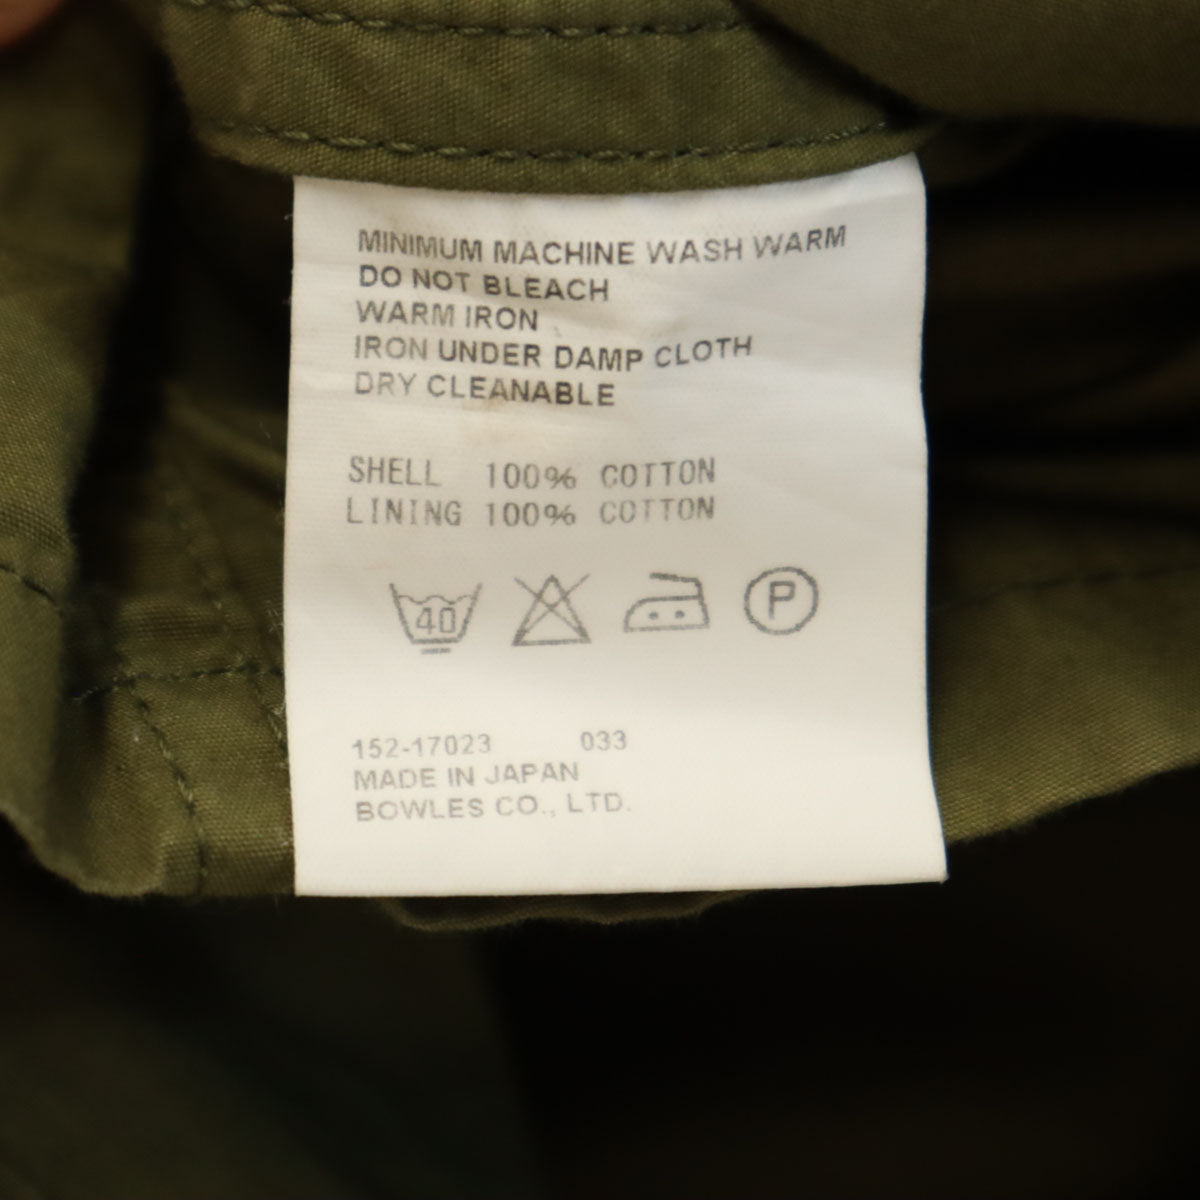 MINIMUM MACHINE WASH WARM
DO NOT BLEACH
WARM IRON
IRON UNDER DAMP CLOTH
DRY CLEANABLE
SHELL 100% COTTON
LINING 100% COTTON
40 P
152-17023 033
MADE IN JAPAN
BOWLES CO., LTD.